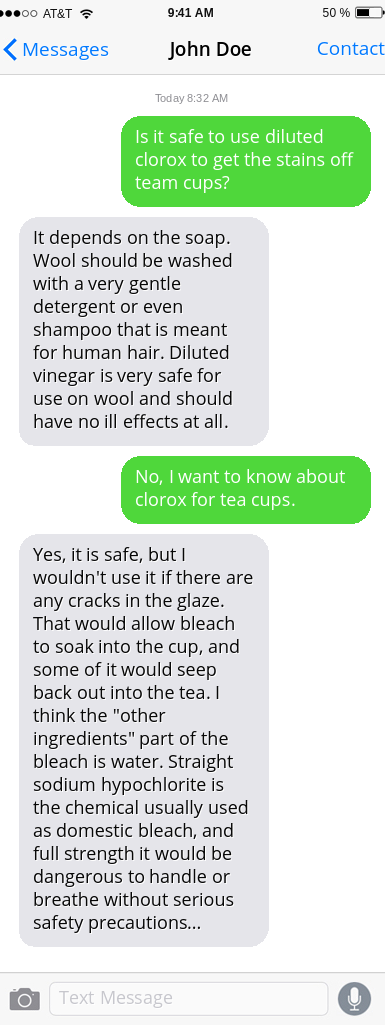 AT&T 9:41 AM 50 %
Messages John Doe Contact
Today 8:32 AM
Is it safe to use diluted
clorox to get the stains off
team cups?
It depends on the soap.
Wool should be washed
with a very gentle
detergent or even
shampoo that is meant
for human hair. Diluted
vinegar is very safe for
use on wool and should
have no ill effects at all.
No, I want to know about
clorox for tea cups.
Yes, it is safe, but I
wouldn't use it if there are
any cracks in the glaze.
That would allow bleach
to soak into the cup, and
some of it would seep
back out into the tea. I
think the "other
ingredients" part of the
bleach is water. Straight
sodium hypochlorite is
the chemical usually used
as domestic bleach, and
full strength it would be
dangerous to handle or
breathe without serious
safety precautions...
Text Message